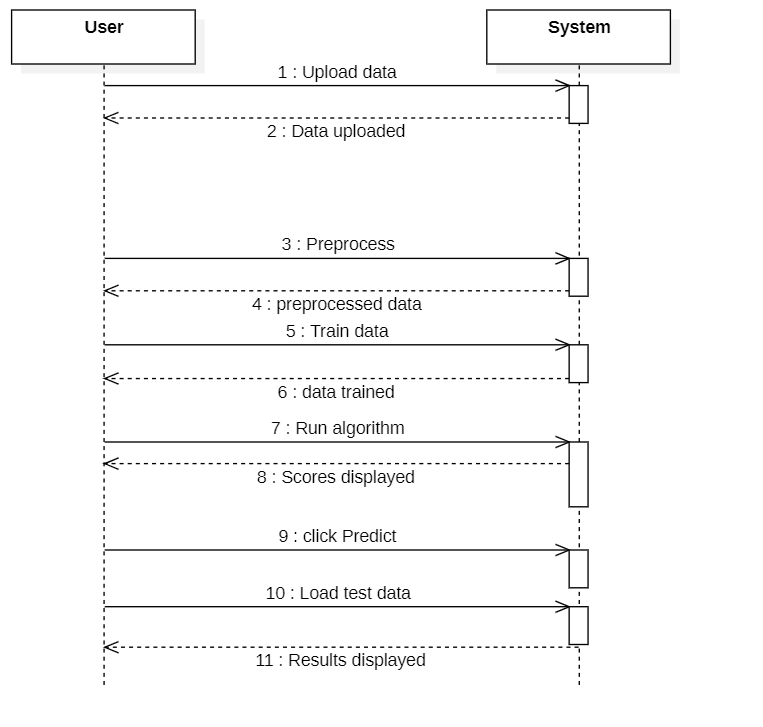 User
System
1 : Upload data
2 : Data uploaded
3 : Preprocess
4 : preprocessed data
5 : Train data
6 : data trained
7 : Run algorithm
8 : Scores displayed
9 : click Predict
10 : Load test data
11 : Results displayed